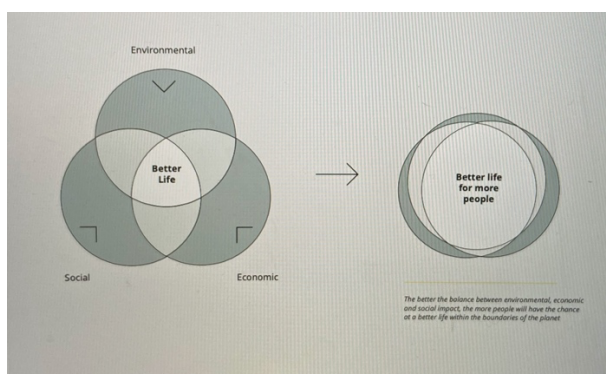 Environmental
Better
Life
Social
Economic
Better life
for more
people
The better the balance between environmental, economic
and social impact, the more people will have the chance
at a better life within the boundaries of the planet